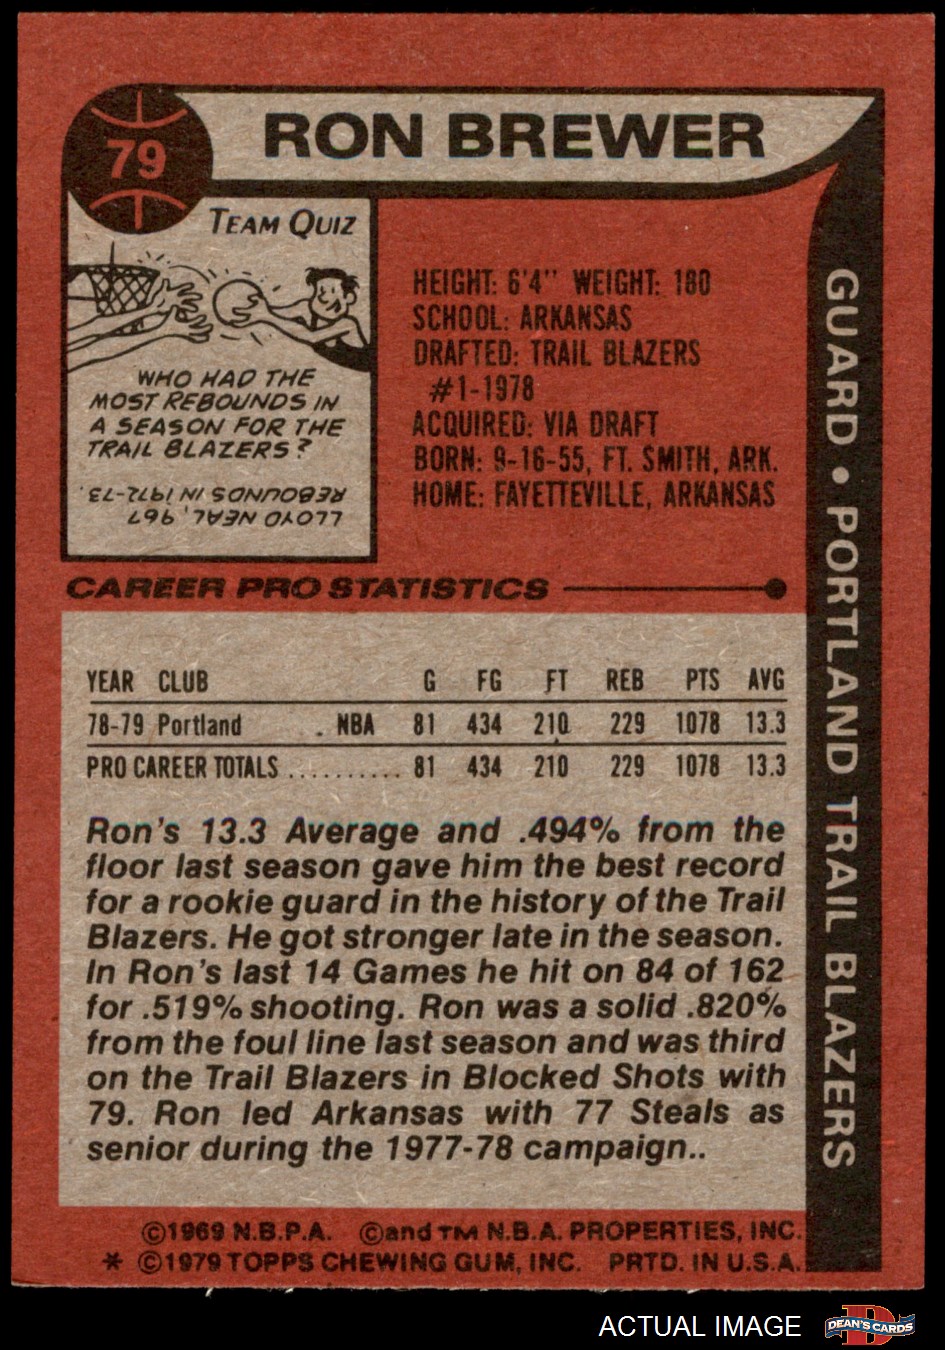 79
RON BREWER
TEAM QUIZ
WHO HAD THE
MOST REBOUNDS IN
A SEASON FOR THE
TRAIL BLAZERS?
LLOYD NEAL, 967
REBOUNDS IN 1972-73.
HEIGHT: 6'4" WEIGHT: 180
SCHOOL: ARKANSAS
DRAFTED: TRAIL BLAZERS
#1-1978
ACQUIRED: VIA DRAFT
BORN: 9-16-55, FT. SMITH, ARK.
HOME: FAYETTEVILLE, ARKANSAS
GUARD • PORTLAND TRAIL BLAZERS
CAREER PRO STATISTICS
YEAR CLUB G FG FT REB PTS AVG
78-79 Portland . NBA 81 434 210 229 1078 13.3
PRO CAREER TOTALS .......... 81 434 210 229 1078 13.3
Ron's 13.3 Average and .494% from the
floor last season gave him the best record
for a rookie guard in the history of the Trail
Blazers. He got stronger late in the season.
In Ron's last 14 Games he hit on 84 of 162
for .519% shooting. Ron was a solid .820%
from the foul line last season and was third
on the Trail Blazers in Blocked Shots with
79. Ron led Arkansas with 77 Steals as
senior during the 1977-78 campaign..
©1969 N.B.P.A. ©and TM N.B.A. PROPERTIES, INC.
* ©1979 TOPPS CHEWING GUM, INC. PRTD. IN U.S.A.
ACTUAL IMAGE
D
DEAN'S CARDS